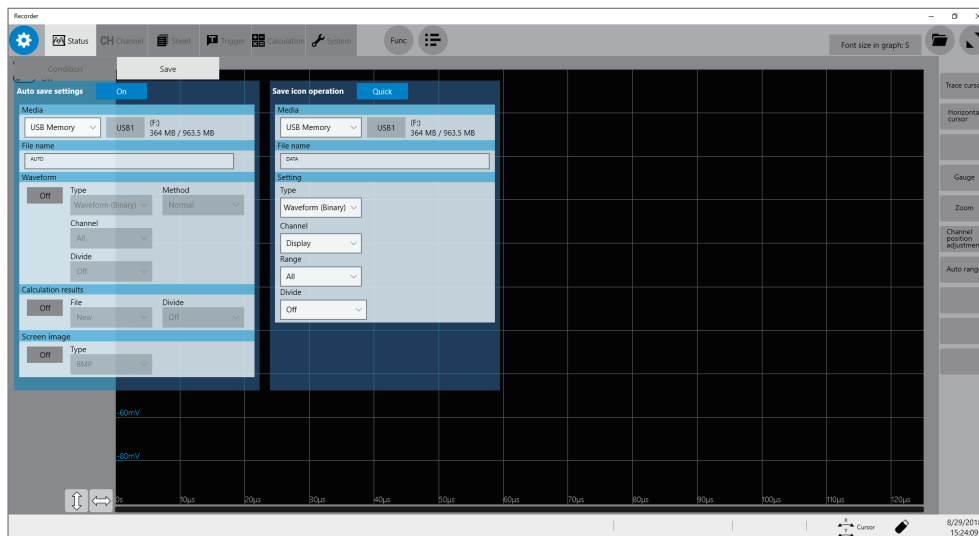 Recorder
Status
CH Channel
Sheet
Trigger
Calculation
System
Func
Font size in graph: S
Condition
Save
Auto save settings
On
Media
USB Memory
USB1
(F:)
364 MB / 963.5 MB
File name
AUTO
Waveform
Off
Type
Method
Waveform (Binary)
Normal
Channel
All
Divide
Off
Calculation results
Off
File
Divide
New
Off
Screen image
Off
Type
BMP
Save icon operation
Quick
Media
USB Memory
USB1
(F:)
364 MB / 963.5 MB
File name
DATA
Setting
Type
Waveform (Binary)
Channel
Display
Range
All
Divide
Off
Trace curso
Horizonta
cursor
Gauge
Zoom
Channel
position
adjustmen
Auto range
-60mV
-80mV
0s
10µs
20µs
30µs
40µs
50µs
60µs
70µs
80µs
90µs
100µs
110µs
120µs
X
Y
Cursor
8/29/2018
15:24:09